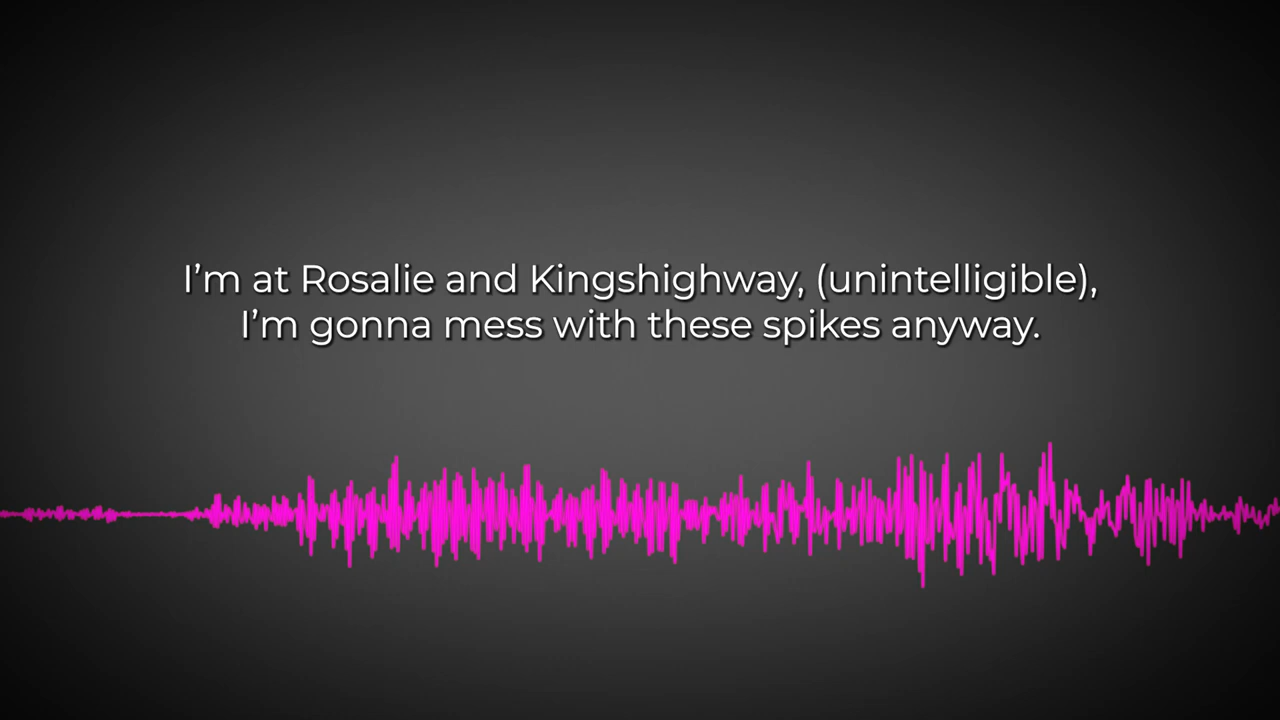 I’m at Rosalie and Kingshighway, (unintelligible),
I’m gonna mess with these spikes anyway.